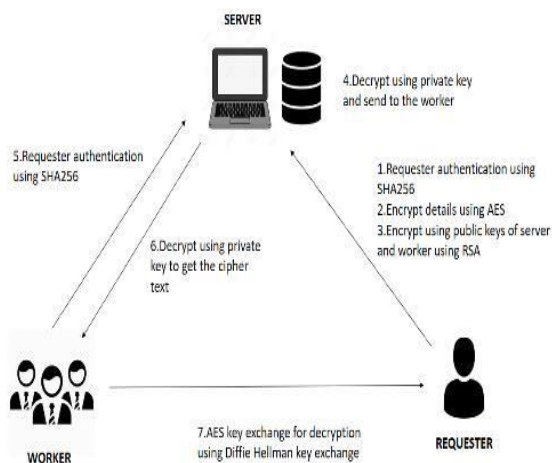 SERVER
4.Decrypt using private key
and send to the worker
5.Requester authentication
using SHA256
1.Requester authentication using
SHA256
2.Encrypt details using AES
3.Encrypt using public keys of server
and worker using RSA
6.Decrypt using private
key to get the cipher
text
7.AES key exchange for decryption
using Diffie Hellman key exchange
WORKER
REQUESTER